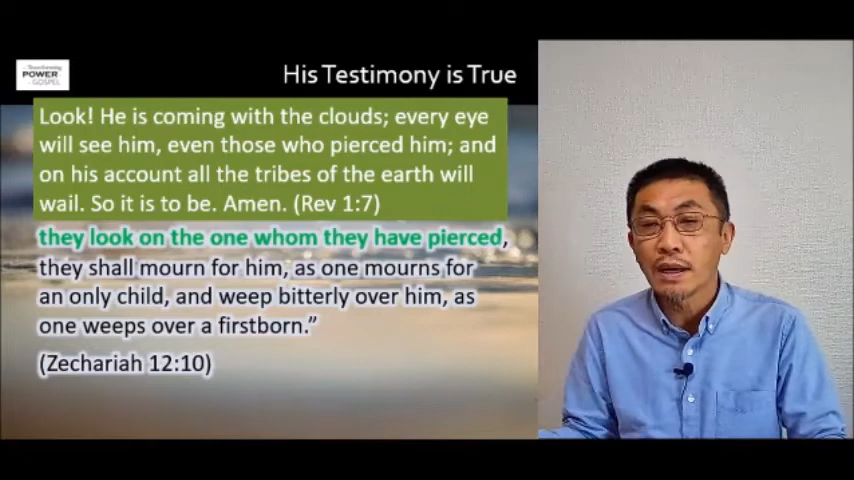 Transforming
POWER
GOSPEL
His Testimony is True
Look! He is coming with the clouds; every eye
will see him, even those who pierced him; and
on his account all the tribes of the earth will
wail. So it is to be. Amen. (Rev 1:7)
they look on the one whom they have pierced,
they shall mourn for him, as one mourns for
an only child, and weep bitterly over him, as
one weeps over a firstborn.”
(Zechariah 12:10)